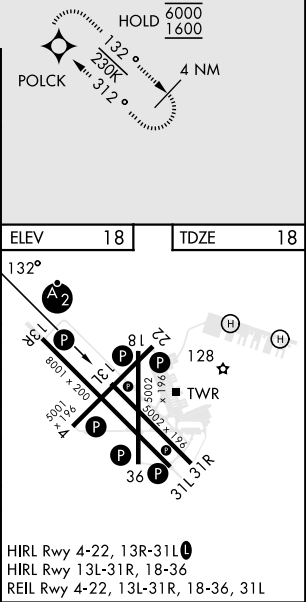 HOLD 6000
1600
132°
230K
4 NM
POLCK
312°
ELEV 18
TDZE 18
132°
A
2
H
H
P
13R
13L
18
22
P
P
128
8001 x 200
P
5002
x 196
TWR
5001
x 196
5002 x 196
4
P
P
P
P
36
31L
31R
HIRL Rwy 4-22, 13R-31L L
HIRL Rwy 13L-31R, 18-36
REIL Rwy 4-22, 13L-31R, 18-36, 31L